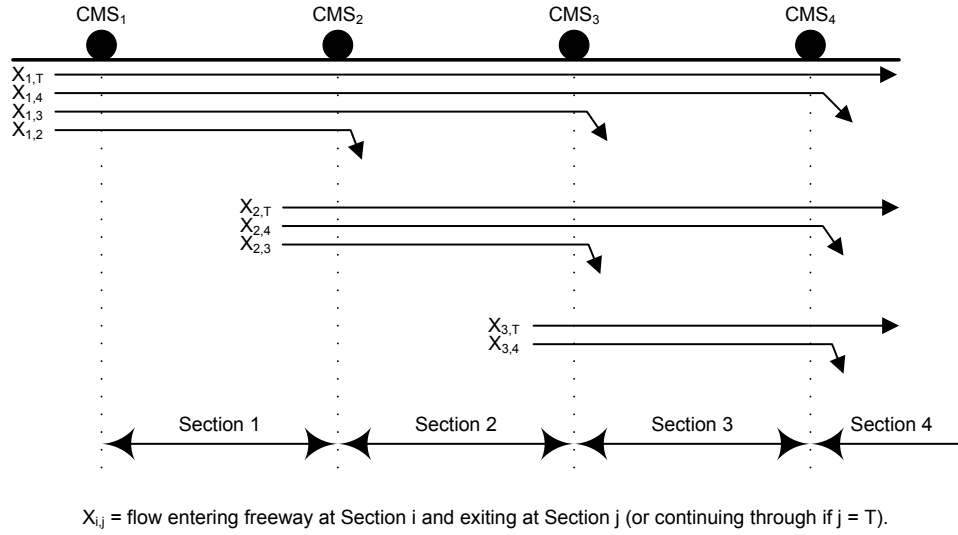 CMS₁ CMS₂ CMS₃ CMS₄
X₁,T
X₁,₄
X₁,₃
X₁,₂
X₂,T
X₂,₄
X₂,₃
X₃,T
X₃,₄
Section 1 Section 2 Section 3 Section 4
Xᵢ,ⱼ = flow entering freeway at Section i and exiting at Section j (or continuing through if j = T).